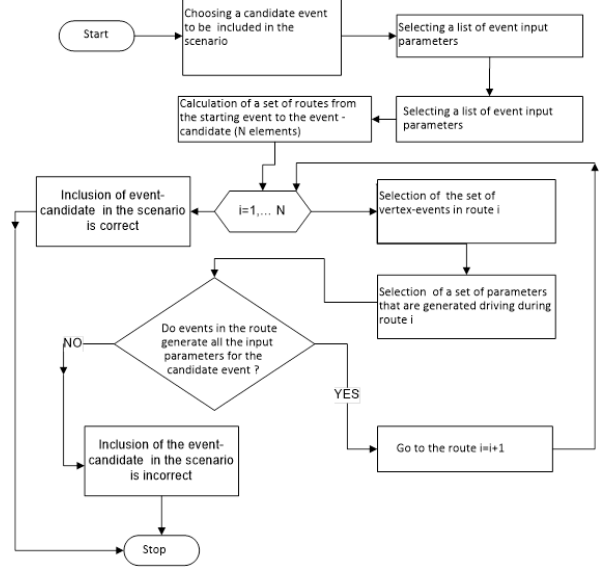 Start
Choosing a candidate event
to be included in the
scenario
Selecting a list of event input
parameters
Selecting a list of event input
parameters
Calculation of a set of routes from
the starting event to the event -
candidate (N elements)
Inclusion of event-
candidate in the scenario
is correct
i=1,... N
Selection of the set of
vertex-events in route i
Selection of a set of parameters
that are generated driving during
route i
Do events in the route
generate all the input
parameters for the
candidate event ?
NO
YES
Inclusion of the event-
candidate in the scenario
is incorrect
Go to the route i=i+1
Stop